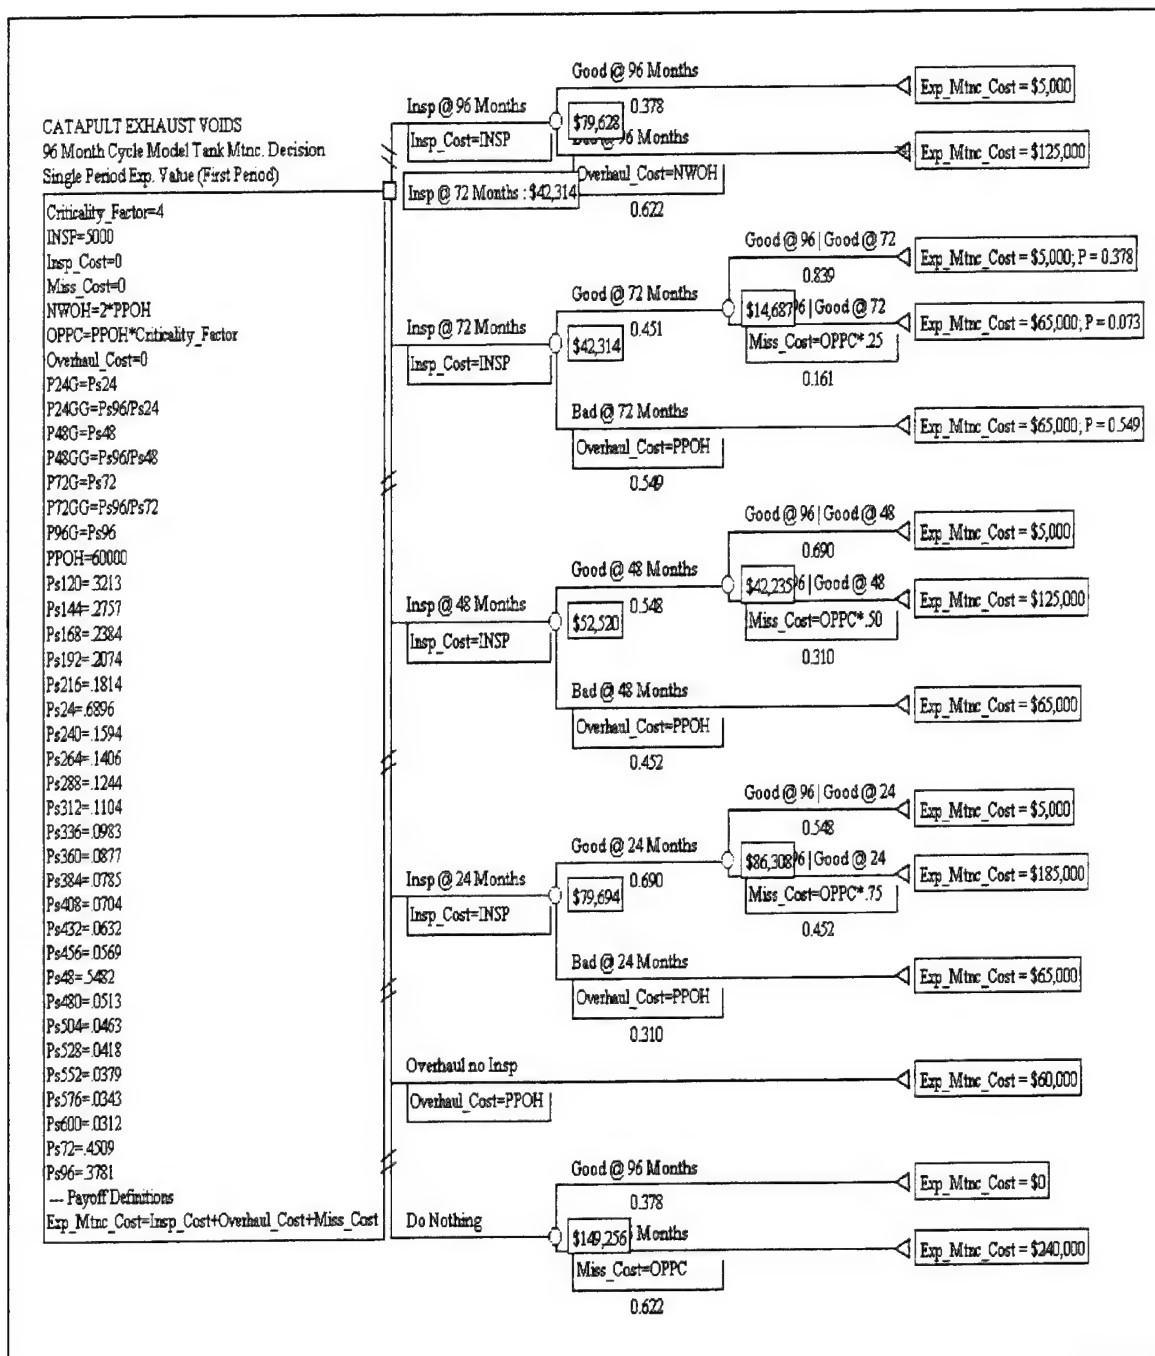 CATAPULT EXHAUST VOIDS
96 Month Cycle Model Tank Mtnc. Decision
Single Period Exp. Value (First Period)
Criticality_Factor=4
INSP=5000
Insp_Cost=0
Miss_Cost=0
NWOH=2*PPOH
OPPC=PPOH*Criticality_Factor
Overhaul_Cost=0
P24G=Ps24
P24GG=Ps96/Ps24
P48G=Ps48
P48GG=Ps96/Ps48
P72G=Ps72
P72GG=Ps96/Ps72
P96G=Ps96
PPOH=60000
Ps120=.3213
Ps144=.2757
Ps168=.2384
Ps192=.2074
Ps216=.1814
Ps24=.6896
Ps240=.1594
Ps264=.1406
Ps288=.1244
Ps312=.1104
Ps336=.0983
Ps360=.0877
Ps384=.0785
Ps408=.0704
Ps432=.0632
Ps456=.0569
Ps48=.5482
Ps480=.0513
Ps504=.0463
Ps528=.0418
Ps552=.0379
Ps576=.0343
Ps600=.0312
Ps72=.4509
Ps96=.3781
--- Payoff Definitions
Exp_Mtnc_Cost=Insp_Cost+Overhaul_Cost+Miss_Cost
Insp @ 96 Months
Insp_Cost=INSP
Insp @ 72 Months : $42,314
$79,628
Good @ 96 Months
0.378
Exp_Mtnc_Cost = $5,000
96 Months
Overhaul_Cost=NWOH
0.622
Exp_Mtnc_Cost = $125,000
Insp @ 72 Months
Insp_Cost=INSP
$42,314
Good @ 72 Months
0.451
$14,687
Good @ 96 | Good @ 72
0.839
Exp_Mtnc_Cost = $5,000; P = 0.378
6 | Good @ 72
Miss_Cost=OPPC*.25
0.161
Exp_Mtnc_Cost = $65,000; P = 0.073
Bad @ 72 Months
Overhaul_Cost=PPOH
0.549
Exp_Mtnc_Cost = $65,000; P = 0.549
Insp @ 48 Months
Insp_Cost=INSP
$52,520
Good @ 48 Months
0.548
$42,235
Good @ 96 | Good @ 48
0.690
Exp_Mtnc_Cost = $5,000
6 | Good @ 48
Miss_Cost=OPPC*.50
0.310
Exp_Mtnc_Cost = $125,000
Bad @ 48 Months
Overhaul_Cost=PPOH
0.452
Exp_Mtnc_Cost = $65,000
Insp @ 24 Months
Insp_Cost=INSP
$79,694
Good @ 24 Months
0.690
$86,308
Good @ 96 | Good @ 24
0.548
Exp_Mtnc_Cost = $5,000
6 | Good @ 24
Miss_Cost=OPPC*.75
0.452
Exp_Mtnc_Cost = $185,000
Bad @ 24 Months
Overhaul_Cost=PPOH
0.310
Exp_Mtnc_Cost = $65,000
Overhaul no Insp
Overhaul_Cost=PPOH
Exp_Mtnc_Cost = $60,000
Do Nothing
$149,256
Good @ 96 Months
0.378
Exp_Mtnc_Cost = $0
Months
Miss_Cost=OPPC
0.622
Exp_Mtnc_Cost = $240,000